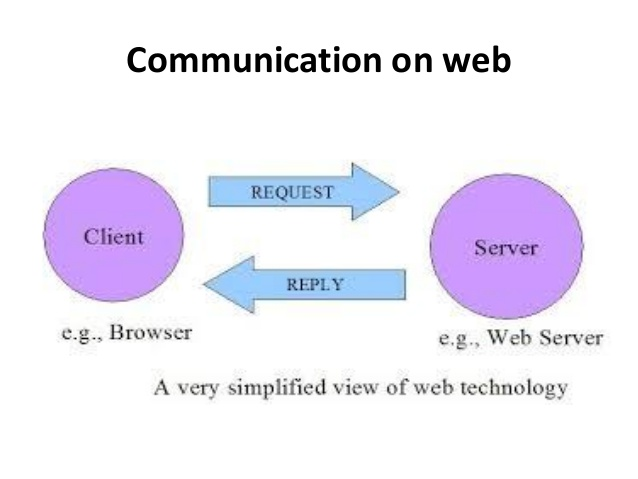 Communication on web
REQUEST
Client
Server
REPLY
e.g., Browser
e.g., Web Server
A very simplified view of web technology